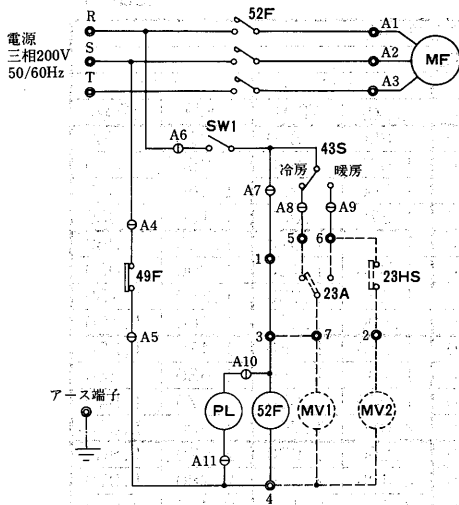 52F
R
A1
電源
三相200V
50/60Hz
S
A2
MF
T
A3
SW1
A6
43S
冷房
暖房
A7
A8
A9
A4
5
6
49F
1
23A
23HS
A5
3
7
2
A10
アース端子
PL
52F
MV1
MV2
A11
4